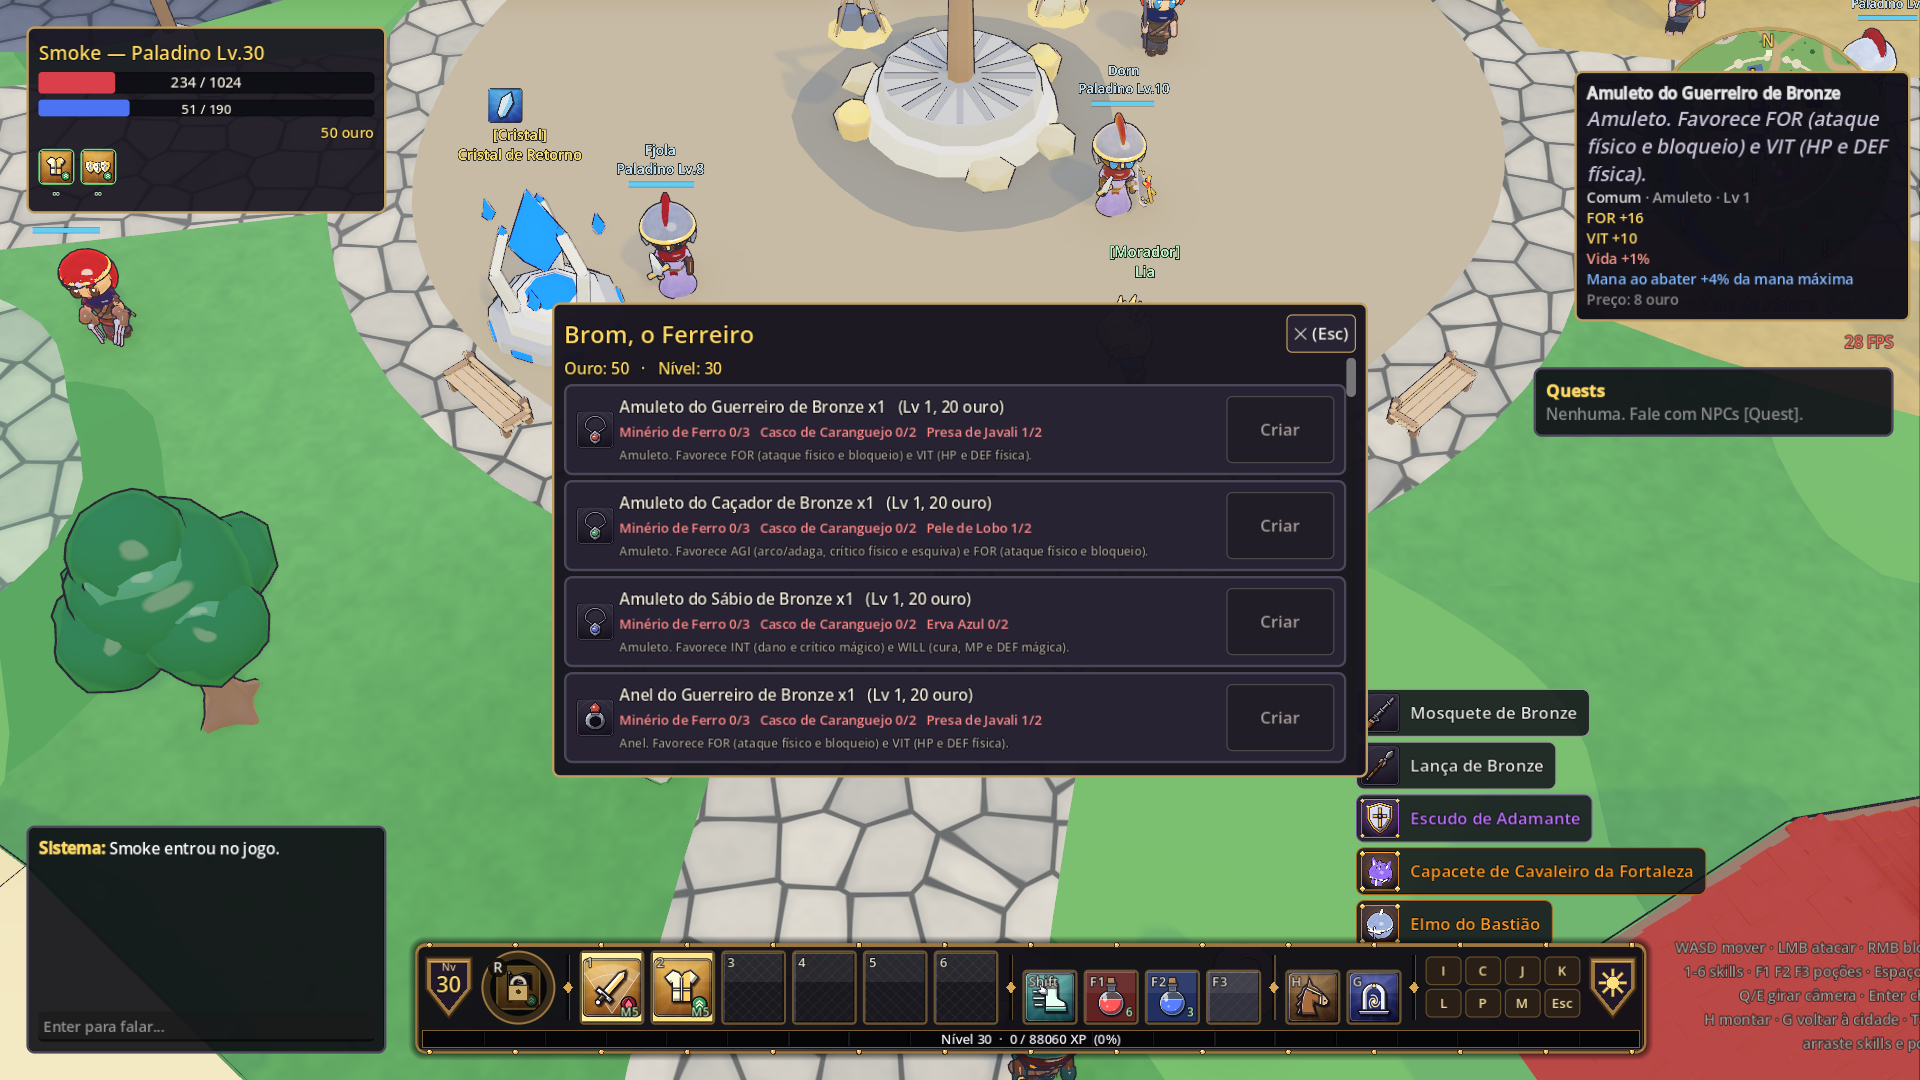 Smoke — Paladino Lv.30
234 / 1024
51 / 190
50 ouro
∞ ∞
[Cristal]
Cristal de Retorno
Fjola
Paladino Lv.8
Dorn
Paladino Lv.10
[Morador]
Lia
N
Amuleto do Guerreiro de Bronze
Amuleto. Favorece FOR (ataque
físico e bloqueio) e VIT (HP e DEF
física).
Comum · Amuleto · Lv 1
FOR +16
VIT +10
Vida +1%
Mana ao abater +4% da mana máxima
Preço: 8 ouro
28 FPS
Quests
Nenhuma. Fale com NPCs [Quest].
Brom, o Ferreiro
(Esc)
Ouro: 50 · Nível: 30
Amuleto do Guerreiro de Bronze x1 (Lv 1, 20 ouro)
Minério de Ferro 0/3 Casco de Caranguejo 0/2 Presa de Javali 1/2
Amuleto. Favorece FOR (ataque físico e bloqueio) e VIT (HP e DEF física).
Criar
Amuleto do Caçador de Bronze x1 (Lv 1, 20 ouro)
Minério de Ferro 0/3 Casco de Caranguejo 0/2 Pele de Lobo 1/2
Amuleto. Favorece AGI (arco/adaga, crítico físico e esquiva) e FOR (ataque físico e bloqueio).
Criar
Amuleto do Sábio de Bronze x1 (Lv 1, 20 ouro)
Minério de Ferro 0/3 Casco de Caranguejo 0/2 Erva Azul 0/2
Amuleto. Favorece INT (dano e crítico mágico) e WILL (cura, MP e DEF mágica).
Criar
Anel do Guerreiro de Bronze x1 (Lv 1, 20 ouro)
Minério de Ferro 0/3 Casco de Caranguejo 0/2 Presa de Javali 1/2
Anel. Favorece FOR (ataque físico e bloqueio) e VIT (HP e DEF física).
Criar
Mosquete de Bronze
Lança de Bronze
Escudo de Adamante
Capacete de Cavaleiro da Fortaleza
Elmo do Bastião
Sistema: Smoke entrou no jogo.
Enter para falar...
Nv
30
R
1 M5
2 M5
3
4
5
6
Shift
F1 6
F2 3
F3
H
G
I C J K
L P M Esc
Nível 30 · 0 / 88060 XP (0%)
WASD mover · LMB atacar · RMB
1-6 skills · F1 F2 F3 poções ·
Q/E girar câmera · Enter
H montar · G voltar à cidade ·
arraste skills e